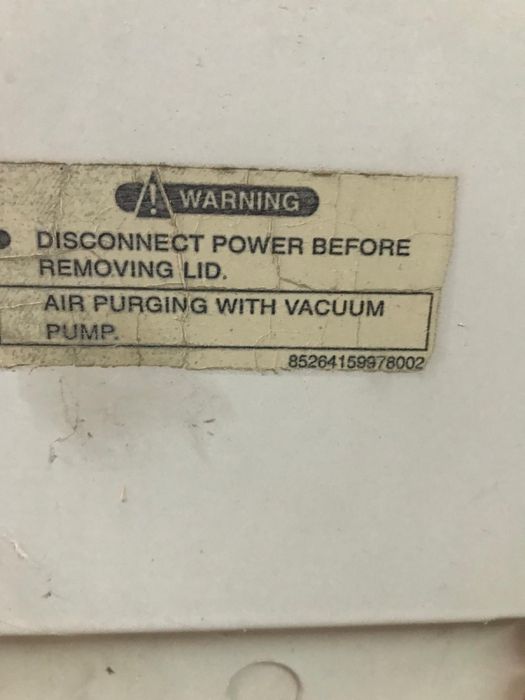 WARNING
DISCONNECT POWER BEFORE
REMOVING LID.
AIR PURGING WITH VACUUM
PUMP.
85264159978002